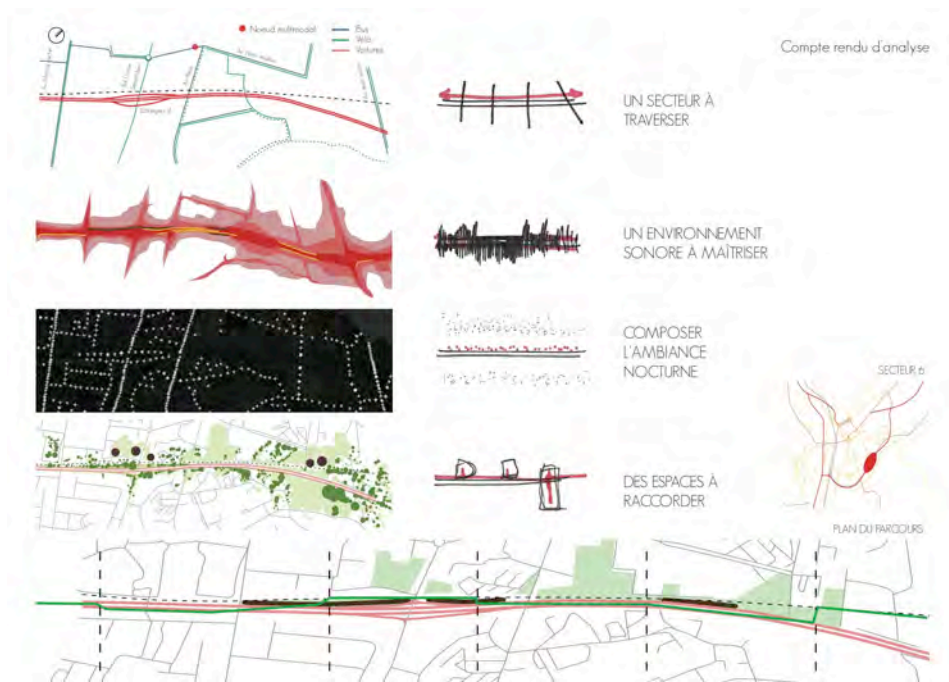 Noeud multimodal
Bus
Vélo
Voitures
Compte rendu d'analyse
UN SECTEUR À
TRAVERSER
UN ENVIRONNEMENT
SONORE À MAÎTRISER
COMPOSER
L'AMBIANCE
NOCTURNE
SECTEUR 6
DES ESPACES À
RACCORDER
PLAN DU PARCOURS